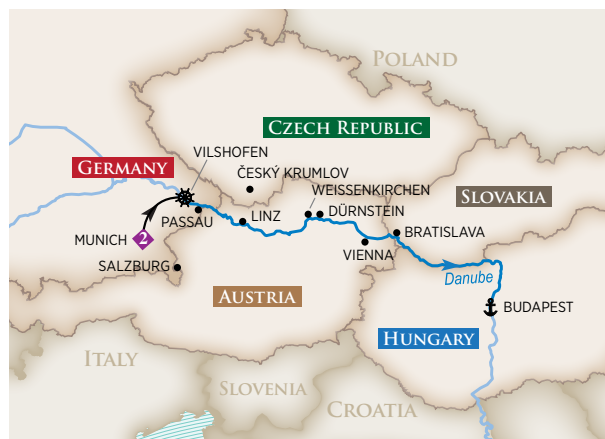 POLAND
CZECH REPUBLIC
VILSHOFEN
GERMANY
ČESKÝ KRUMLOV
WEISSENKIRCHEN
SLOVAKIA
PASSAU
LINZ
DÜRNSTEIN
MUNICH 2
BRATISLAVA
VIENNA
SALZBURG
Danube
AUSTRIA
BUDAPEST
HUNGARY
ITALY
SLOVENIA
CROATIA